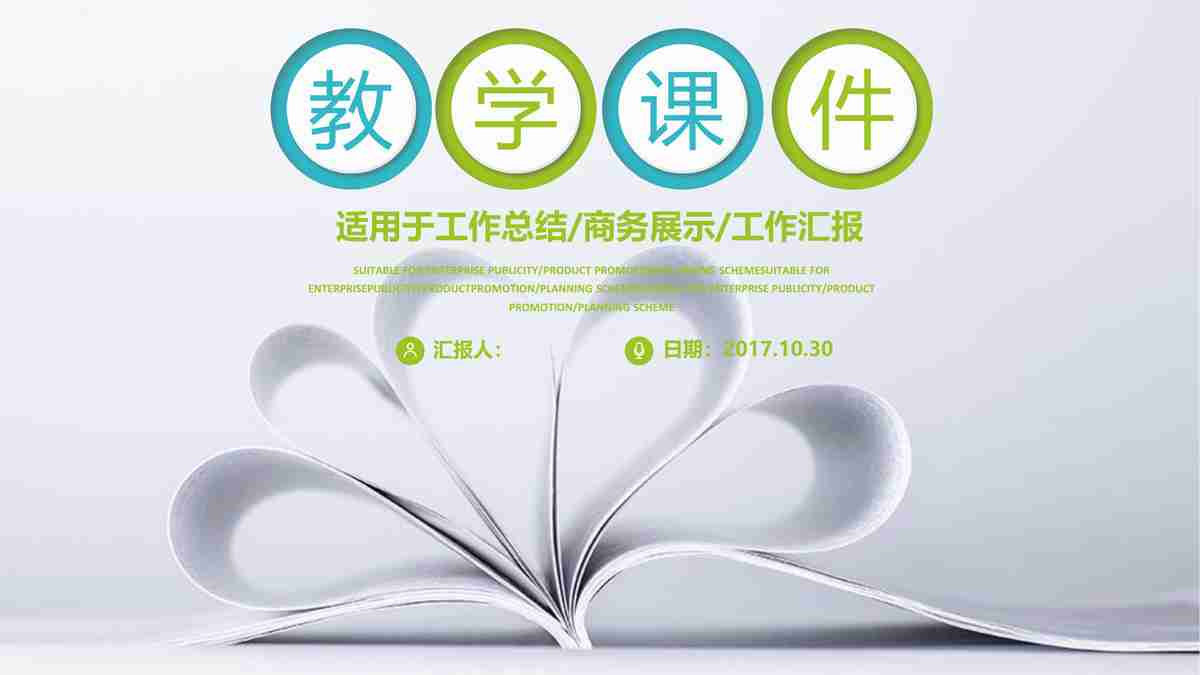 教学课件
适用于工作总结/商务展示/工作汇报
SUITABLE FOR ENTERPRISE PUBLICITY/PRODUCT PROMOTION/PLANNING SCHEMESUITABLE FOR
ENTERPRISEPUBLICITY/PRODUCTPROMOTION/PLANNING SCHEMESUITABLE FOR ENTERPRISE PUBLICITY/PRODUCT
PROMOTION/PLANNING SCHEME
汇报人： 日期：2017.10.30